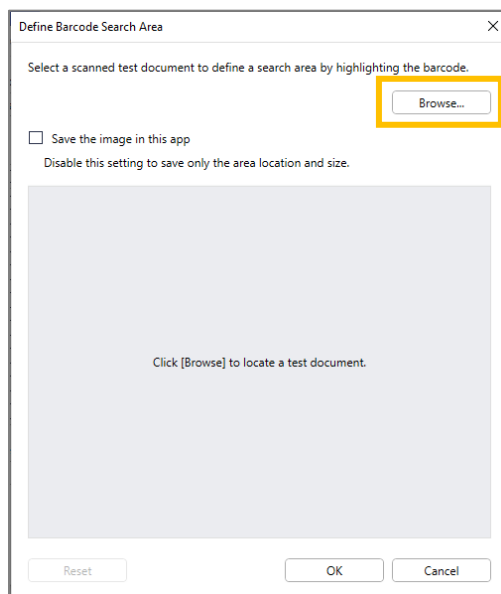 Define Barcode Search Area
Select a scanned test document to define a search area by highlighting the barcode.
Browse...
Save the image in this app
Disable this setting to save only the area location and size.
Click [Browse] to locate a test document.
Reset
OK
Cancel